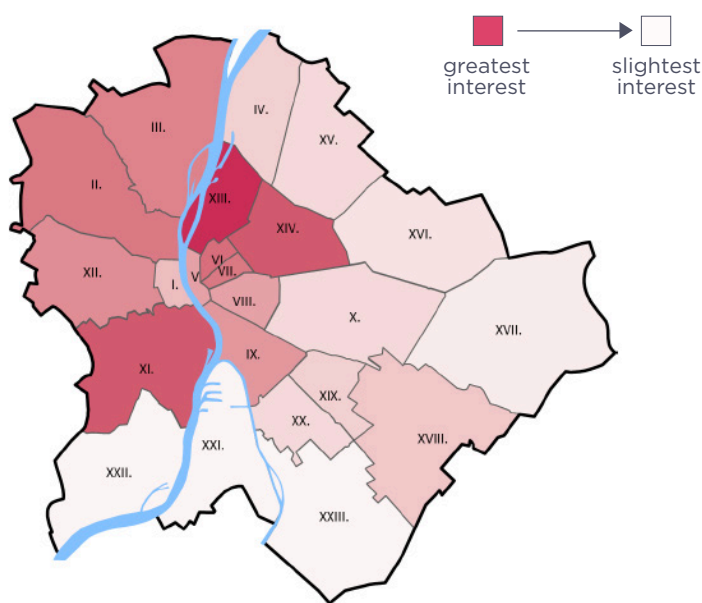 greatest
interest
slightest
interest
III.
IV.
XV.
II.
XIII.
XIV.
XVI.
XII.
I.
V
VI.
VII.
VIII.
X.
XVII.
XI.
IX.
XIX.
XX.
XVIII.
XXII.
XXI.
XXIII.